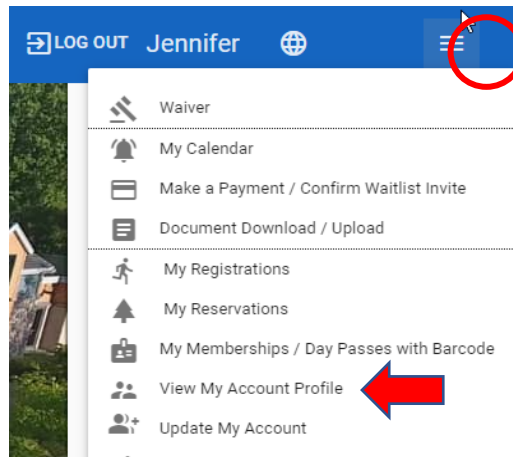 LOG OUT Jennifer
Waiver
My Calendar
Make a Payment / Confirm Waitlist Invite
Document Download / Upload
My Registrations
My Reservations
My Memberships / Day Passes with Barcode
View My Account Profile
Update My Account